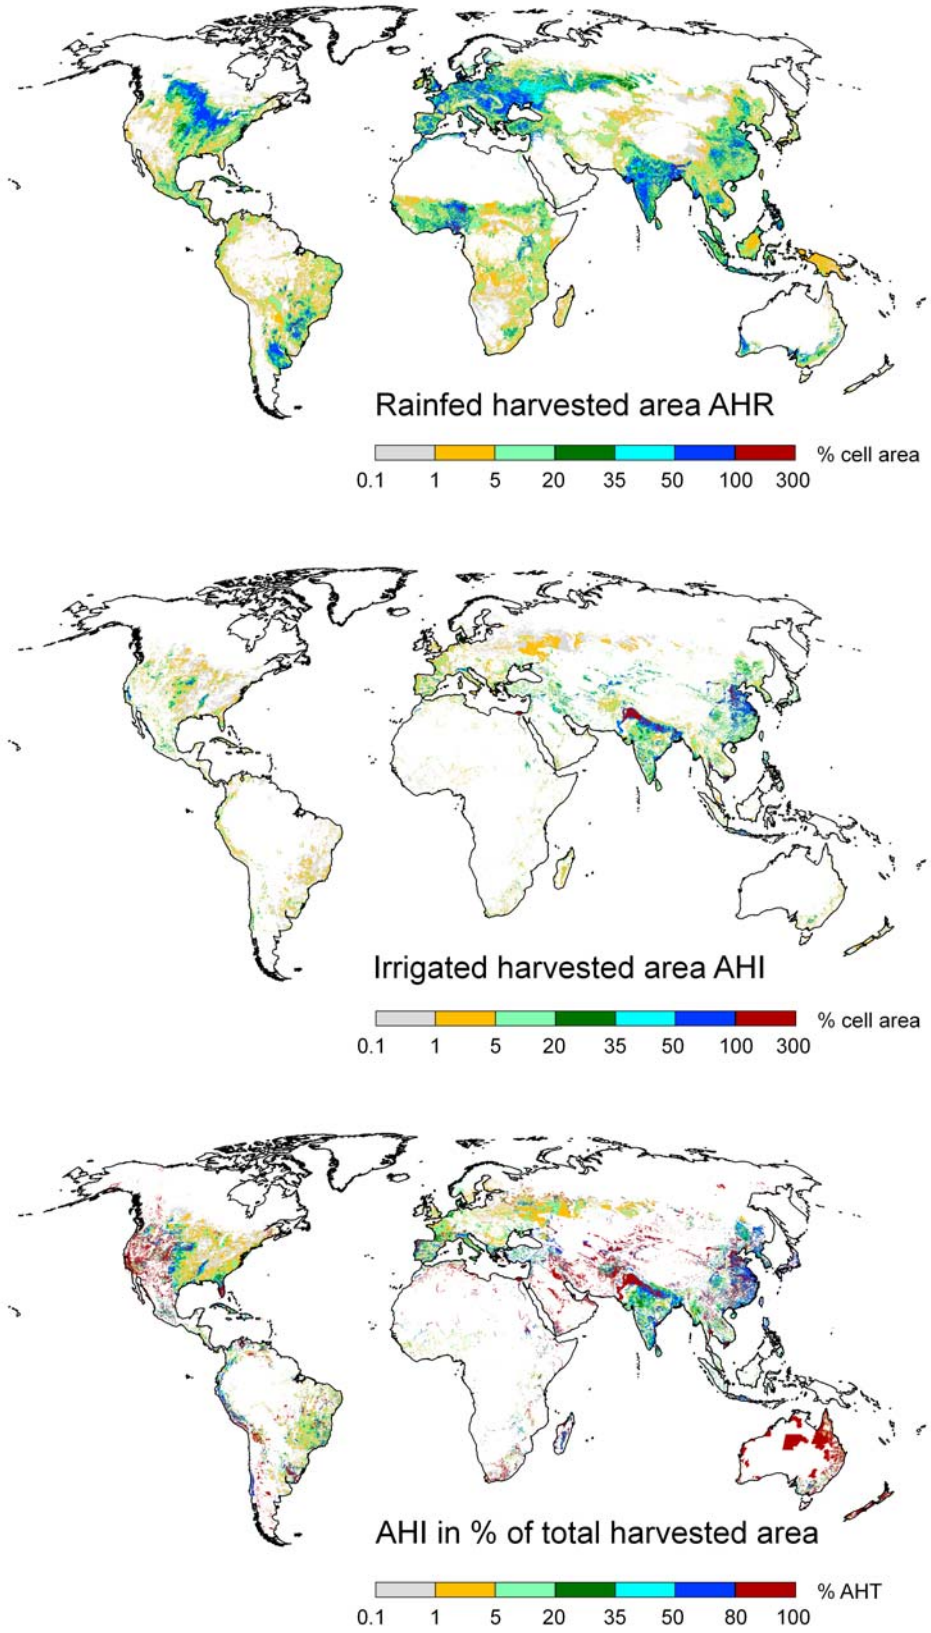 Rainfed harvested area AHR
% cell area
0.1 1 5 20 35 50 100 300
Irrigated harvested area AHI
% cell area
0.1 1 5 20 35 50 100 300
AHI in % of total harvested area
% AHT
0.1 1 5 20 35 50 80 100